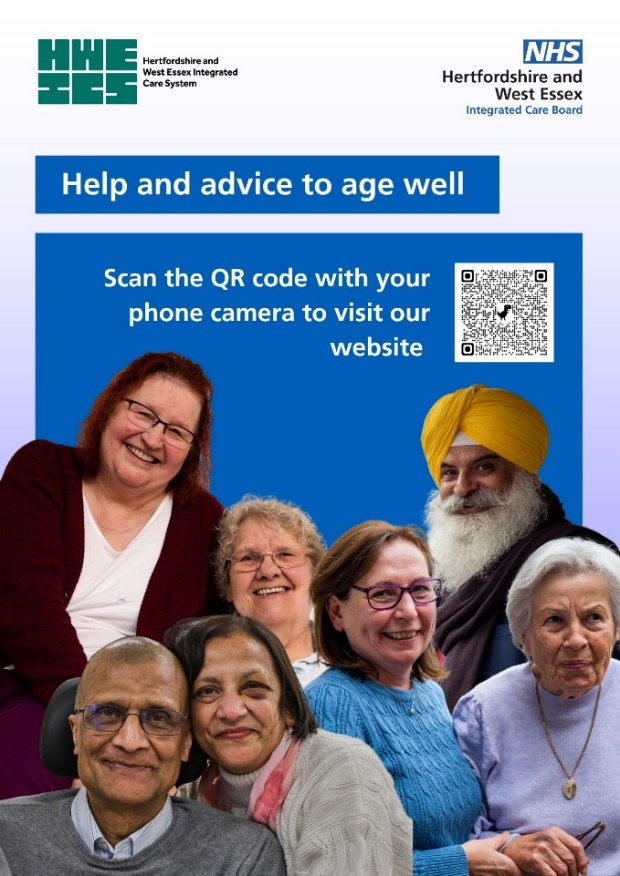 HWE
ICS
Hertfordshire and
West Essex Integrated
Care System
NHS
Hertfordshire and
West Essex
Integrated Care Board
Help and advice to age well
Scan the QR code with your
phone camera to visit our
website